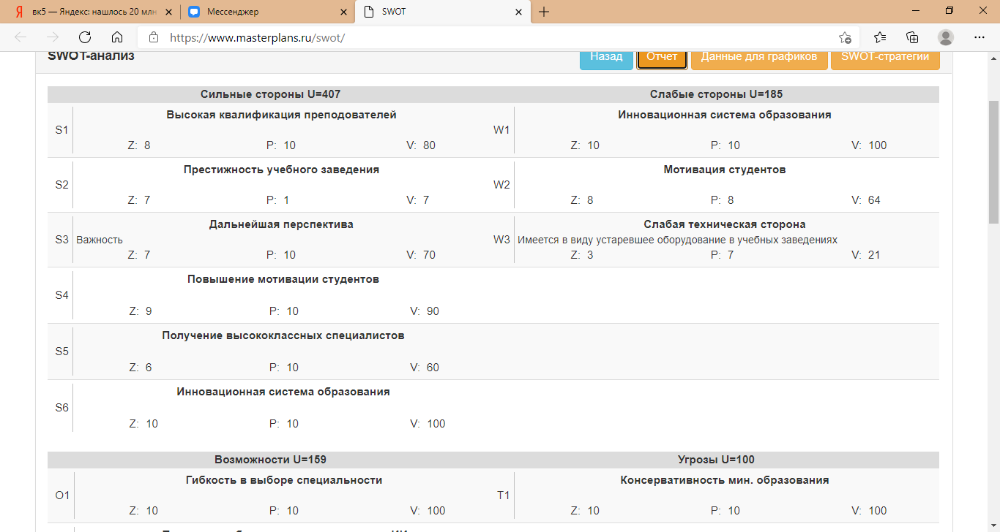 вк5 — Яндекс: нашлось 20 млн
Мессенджер
SWOT
https://www.masterplans.ru/swot/
SWOT-анализ
Назад Отчет Данные для графиков SWOT-стратегии
Сильные стороны U=407 Слабые стороны U=185
Высокая квалификация преподователей Инновационная система образования
S1 W1
Z: 8 P: 10 V: 80 Z: 10 P: 10 V: 100
Престижность учебного заведения Мотивация студентов
S2 W2
Z: 7 P: 1 V: 7 Z: 8 P: 8 V: 64
Дальнейшая перспектива Слабая техническая сторона
S3 Важность W3 Имеется в виду устаревшее оборудование в учебных заведениях
Z: 7 P: 10 V: 70 Z: 3 P: 7 V: 21
Повышение мотивации студентов
S4
Z: 9 P: 10 V: 90
Получение высококлассных специалистов
S5
Z: 6 P: 10 V: 60
Инновационная система образования
S6
Z: 10 P: 10 V: 100
Возможности U=159 Угрозы U=100
Гибкость в выборе специальности Консервативность мин. образования
O1 T1
Z: 10 P: 10 V: 100 Z: 10 P: 10 V: 100